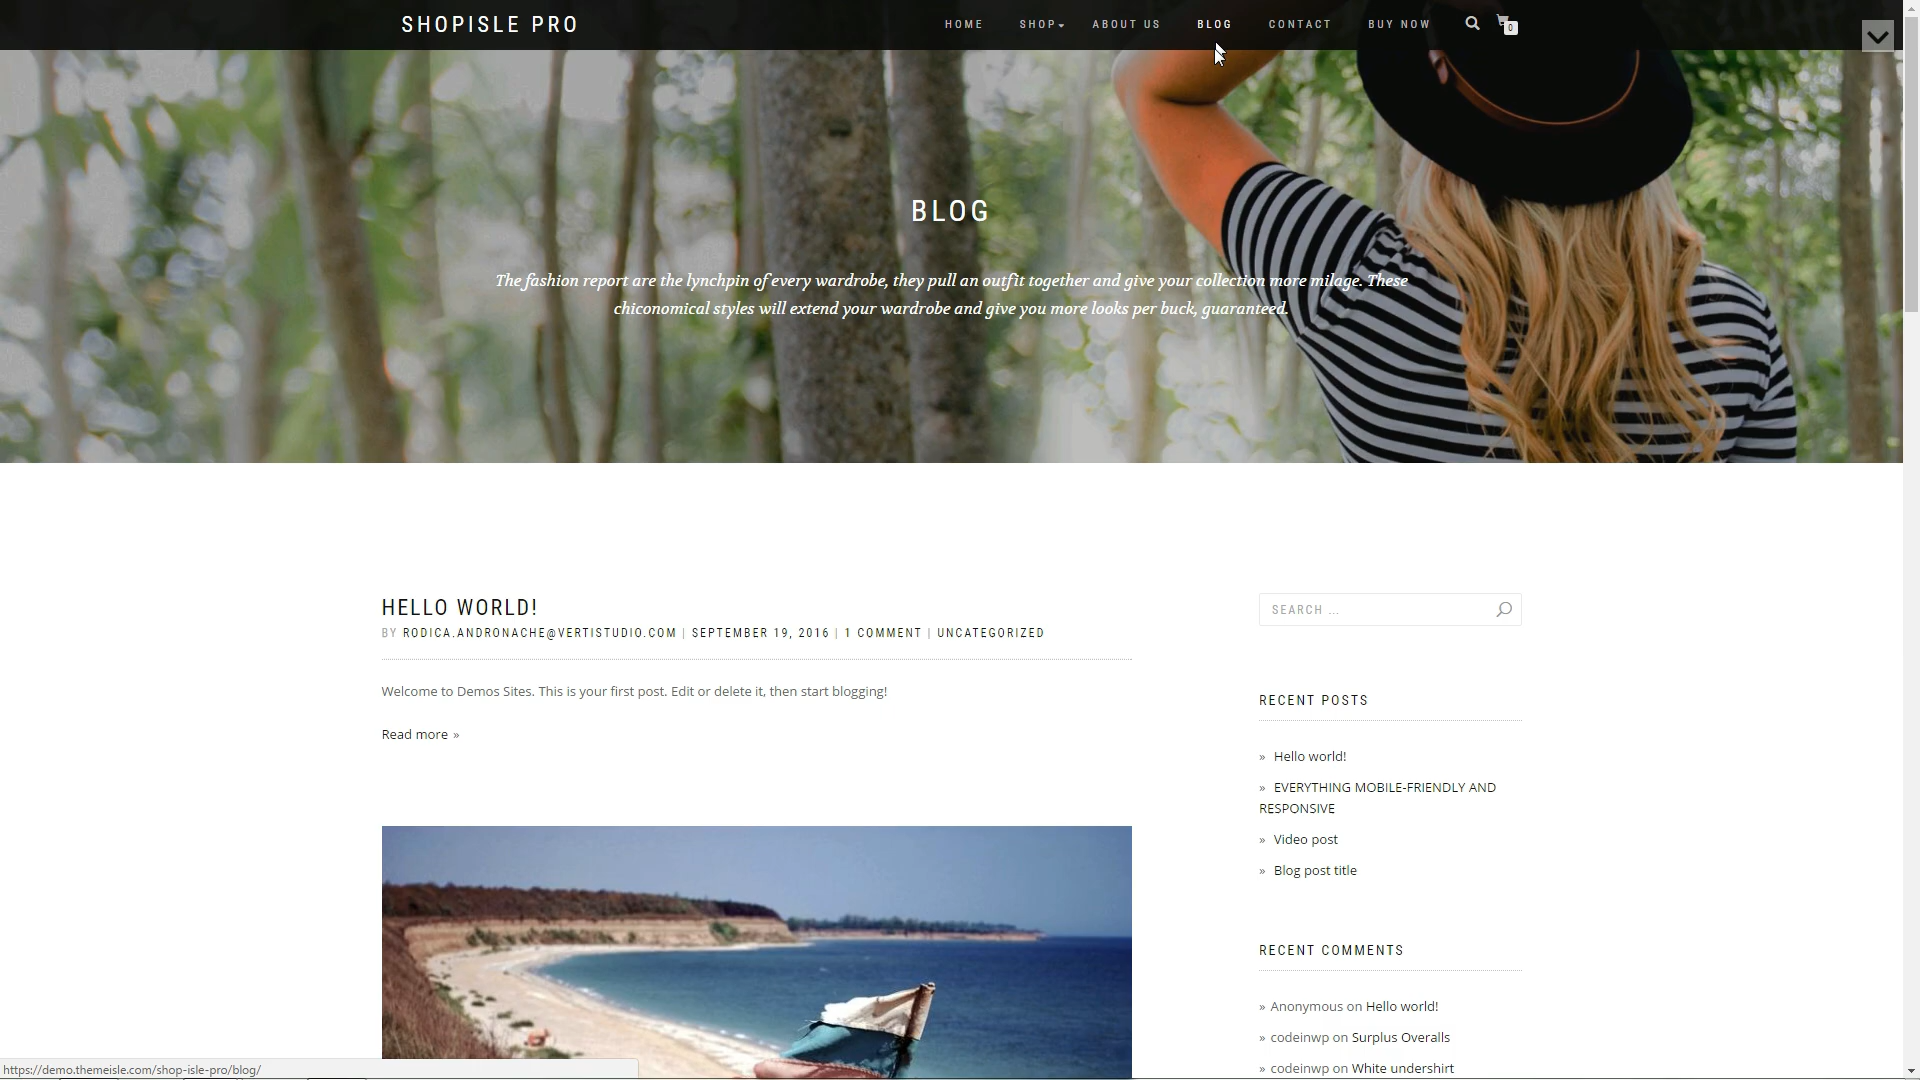 SHOPISLE PRO
HOME SHOP ABOUT US BLOG CONTACT BUY NOW 0
BLOG
The fashion report are the lynchpin of every wardrobe, they pull an outfit together and give your collection more milage. These
chiconomical styles will extend your wardrobe and give you more looks per buck, guaranteed.
HELLO WORLD!
BY RODICA.ANDRONACHE@VERTISTUDIO.COM | SEPTEMBER 19, 2016 | 1 COMMENT | UNCATEGORIZED
Welcome to Demos Sites. This is your first post. Edit or delete it, then start blogging!
Read more »
SEARCH ...
RECENT POSTS
» Hello world!
» EVERYTHING MOBILE-FRIENDLY AND
RESPONSIVE
» Video post
» Blog post title
RECENT COMMENTS
» Anonymous on Hello world!
» codeinwp on Surplus Overalls
» codeinwp on White undershirt
https://demo.themeisle.com/shop-isle-pro/blog/